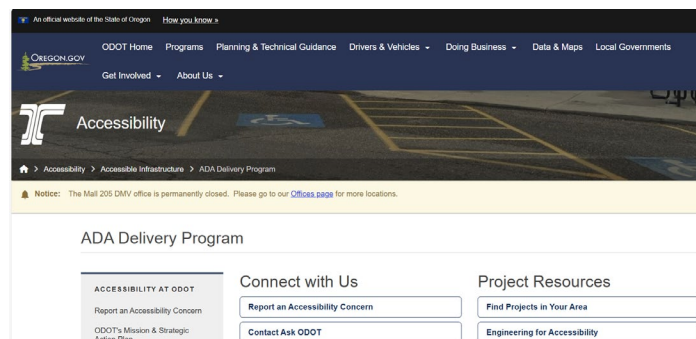 An official website of the State of Oregon How you know »
OREGON.GOV
ODOT Home Programs Planning & Technical Guidance Drivers & Vehicles Doing Business Data & Maps Local Governments
Get Involved About Us
Accessibility
> Accessibility > Accessible Infrastructure > ADA Delivery Program
Notice: The Mall 205 DMV office is permanently closed. Please go to our Offices page for more locations.
ADA Delivery Program
ACCESSIBILITY AT ODOT
Report an Accessibility Concern
ODOT's Mission & Strategic
Action Plan
Connect with Us
Report an Accessibility Concern
Contact Ask ODOT
Project Resources
Find Projects in Your Area
Engineering for Accessibility